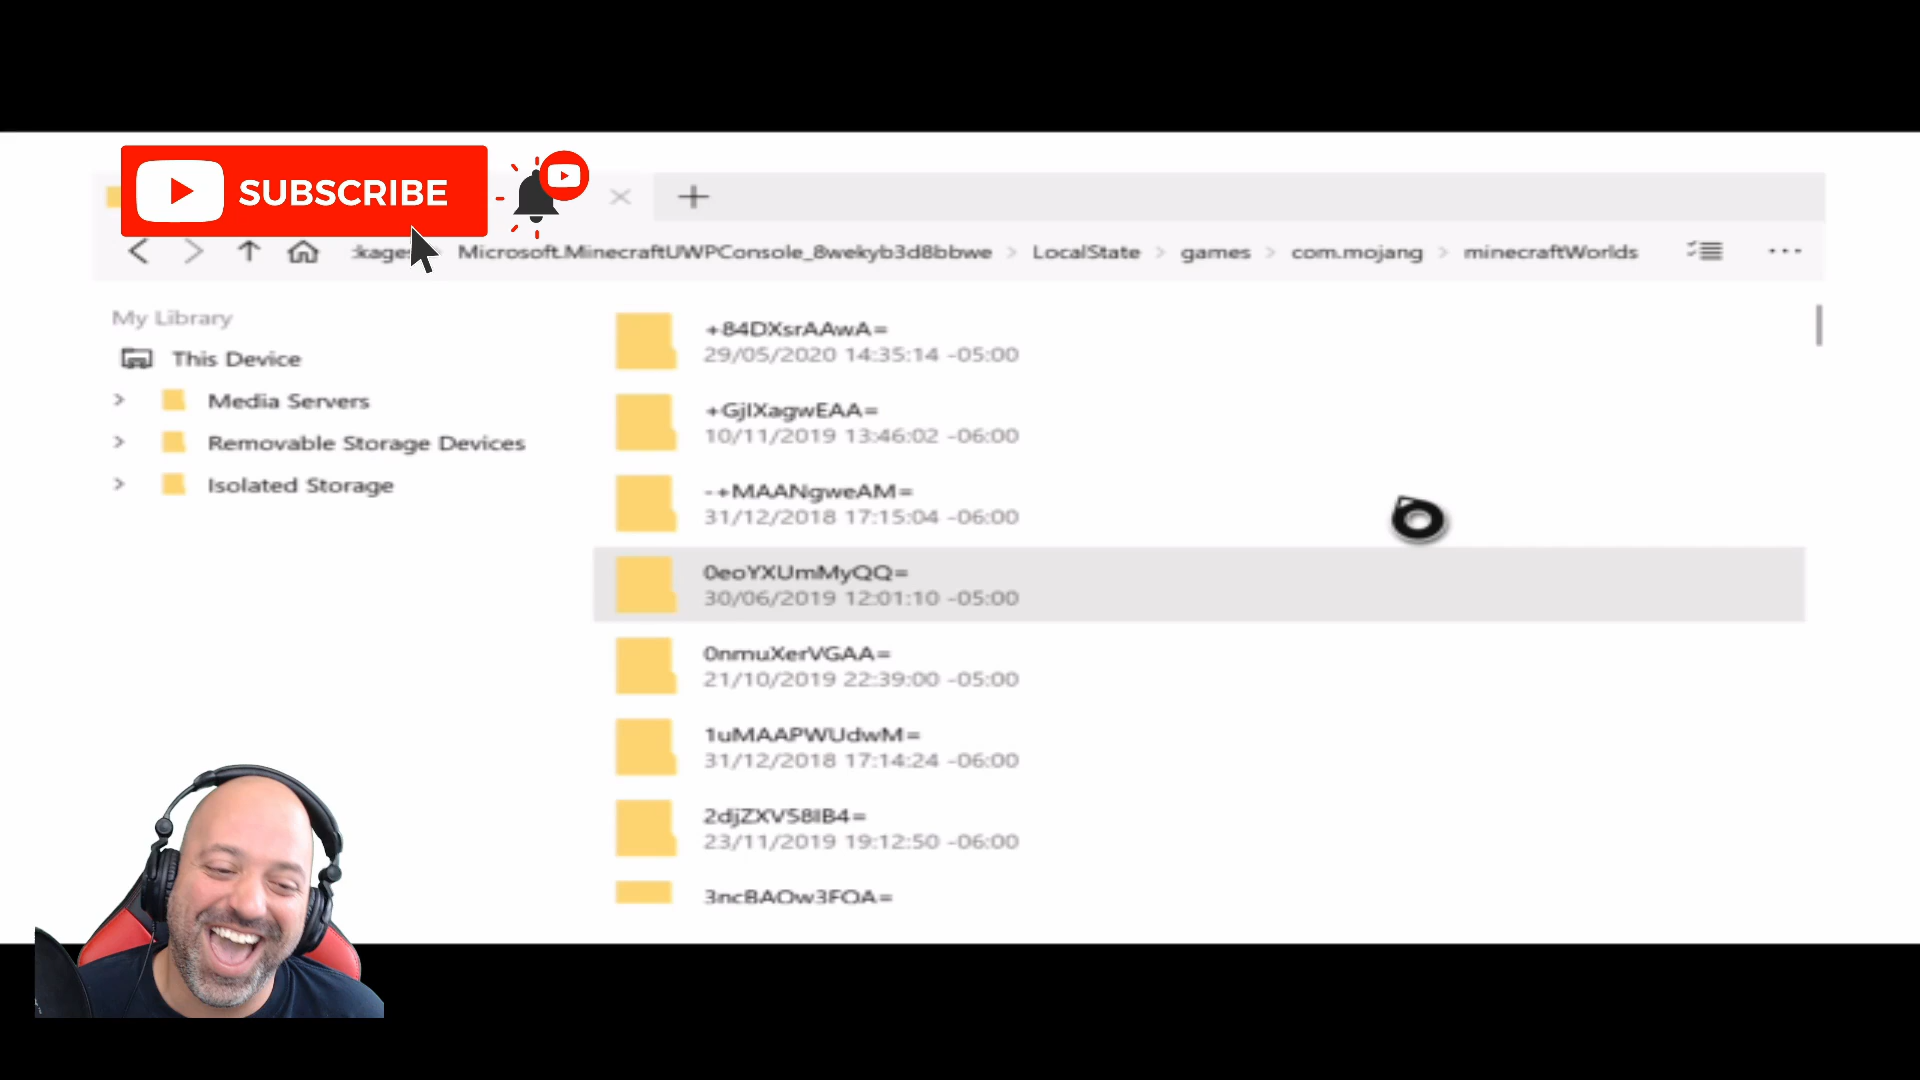 SUBSCRIBE
Microsoft.MinecraftUWPConsole_8wekyb3d8bbwe > LocalState > games > com.mojang > minecraftWorlds
My Library
This Device
Media Servers
Removable Storage Devices
Isolated Storage
+84DXsrAAwA=
29/05/2020 14:35:14 -05:00
+GjIXagwEAA=
10/11/2019 13:46:02 -06:00
-+MAANgweAM=
31/12/2018 17:15:04 -06:00
0eoYXUmMyQQ=
30/06/2019 12:01:10 -05:00
0nmuXerVGAA=
21/10/2019 22:39:00 -05:00
1uMAAPWUdwM=
31/12/2018 17:14:24 -06:00
2djZXV58IB4=
23/11/2019 19:12:50 -06:00